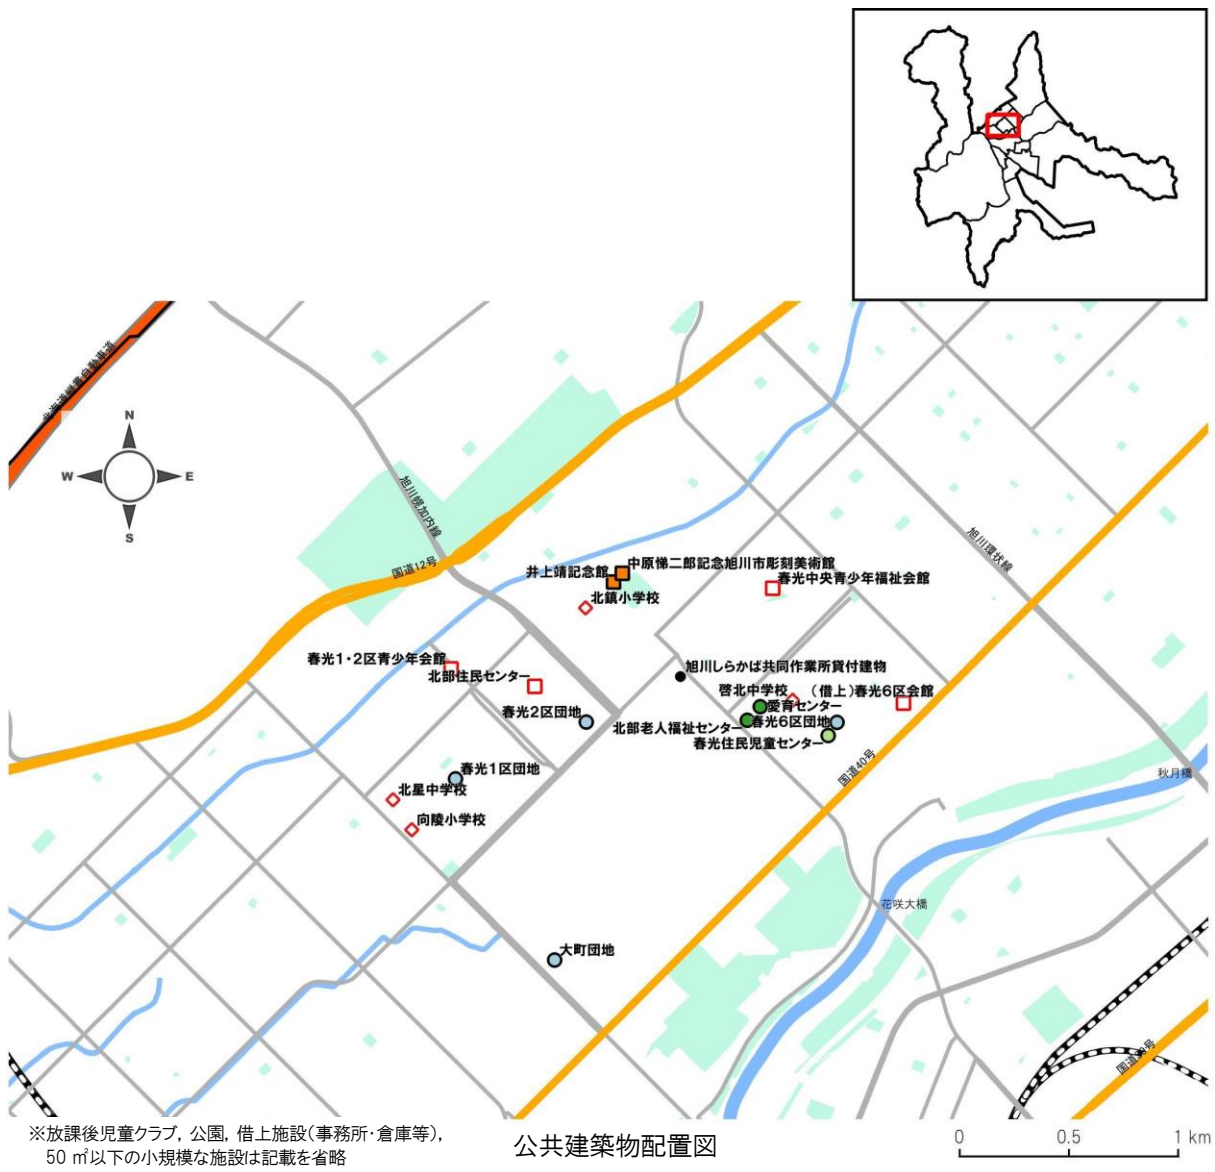 北海道縦貫自動車道
N
W
E
S
旭川幌加内線
国道12号
旭川環状線
中原悌二郎記念旭川市彫刻美術館
井上靖記念館
春光中央青少年福祉会館
北鎮小学校
春光1・2区青少年会館
北部住民センター
旭川しらかば共同作業所貸付建物
啓北中学校
(借上)春光6区会館
愛育センター
春光2区団地
北部老人福祉センター
春光6区団地
春光住民児童センター
国道40号
春光1区団地
秋月橋
北星中学校
向陵小学校
花咲大橋
大町団地
国道39号
※放課後児童クラブ, 公園, 借上施設(事務所・倉庫等),
50 ㎡以下の小規模な施設は記載を省略
公共建築物配置図
0 0.5 1 km